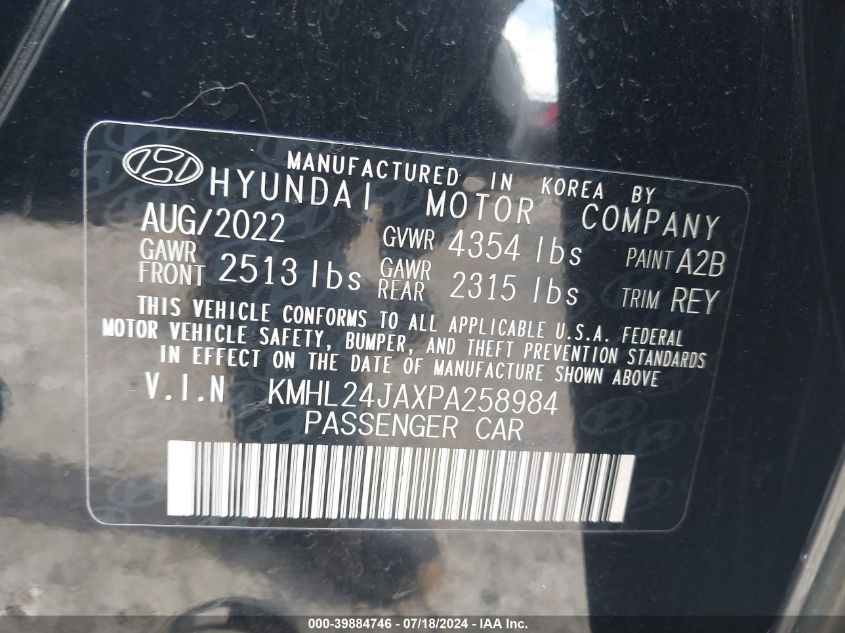 MANUFACTURED IN KOREA BY
HYUNDAI MOTOR COMPANY
AUG/2022 GVWR 4354 lbs PAINT A2B
GAWR FRONT 2513 lbs GAWR REAR 2315 lbs TRIM REY
THIS VEHICLE CONFORMS TO ALL APPLICABLE U.S.A. FEDERAL
MOTOR VEHICLE SAFETY, BUMPER, AND THEFT PREVENTION STANDARDS
IN EFFECT ON THE DATE OF MANUFACTURE SHOWN ABOVE
V.I.N KMHL24JAXPA258984
PASSENGER CAR
000-39884746 - 07/18/2024 - IAA Inc.